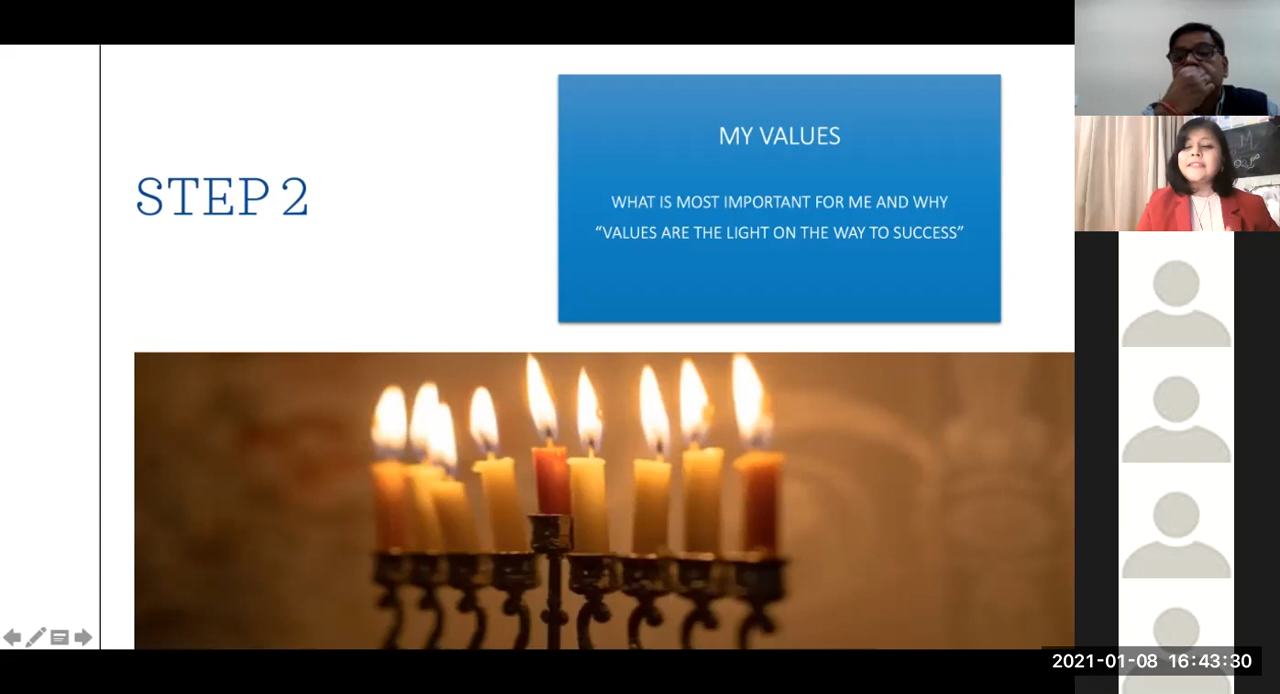 STEP 2
MY VALUES
WHAT IS MOST IMPORTANT FOR ME AND WHY
“VALUES ARE THE LIGHT ON THE WAY TO SUCCESS”
2021-01-08 16:43:30